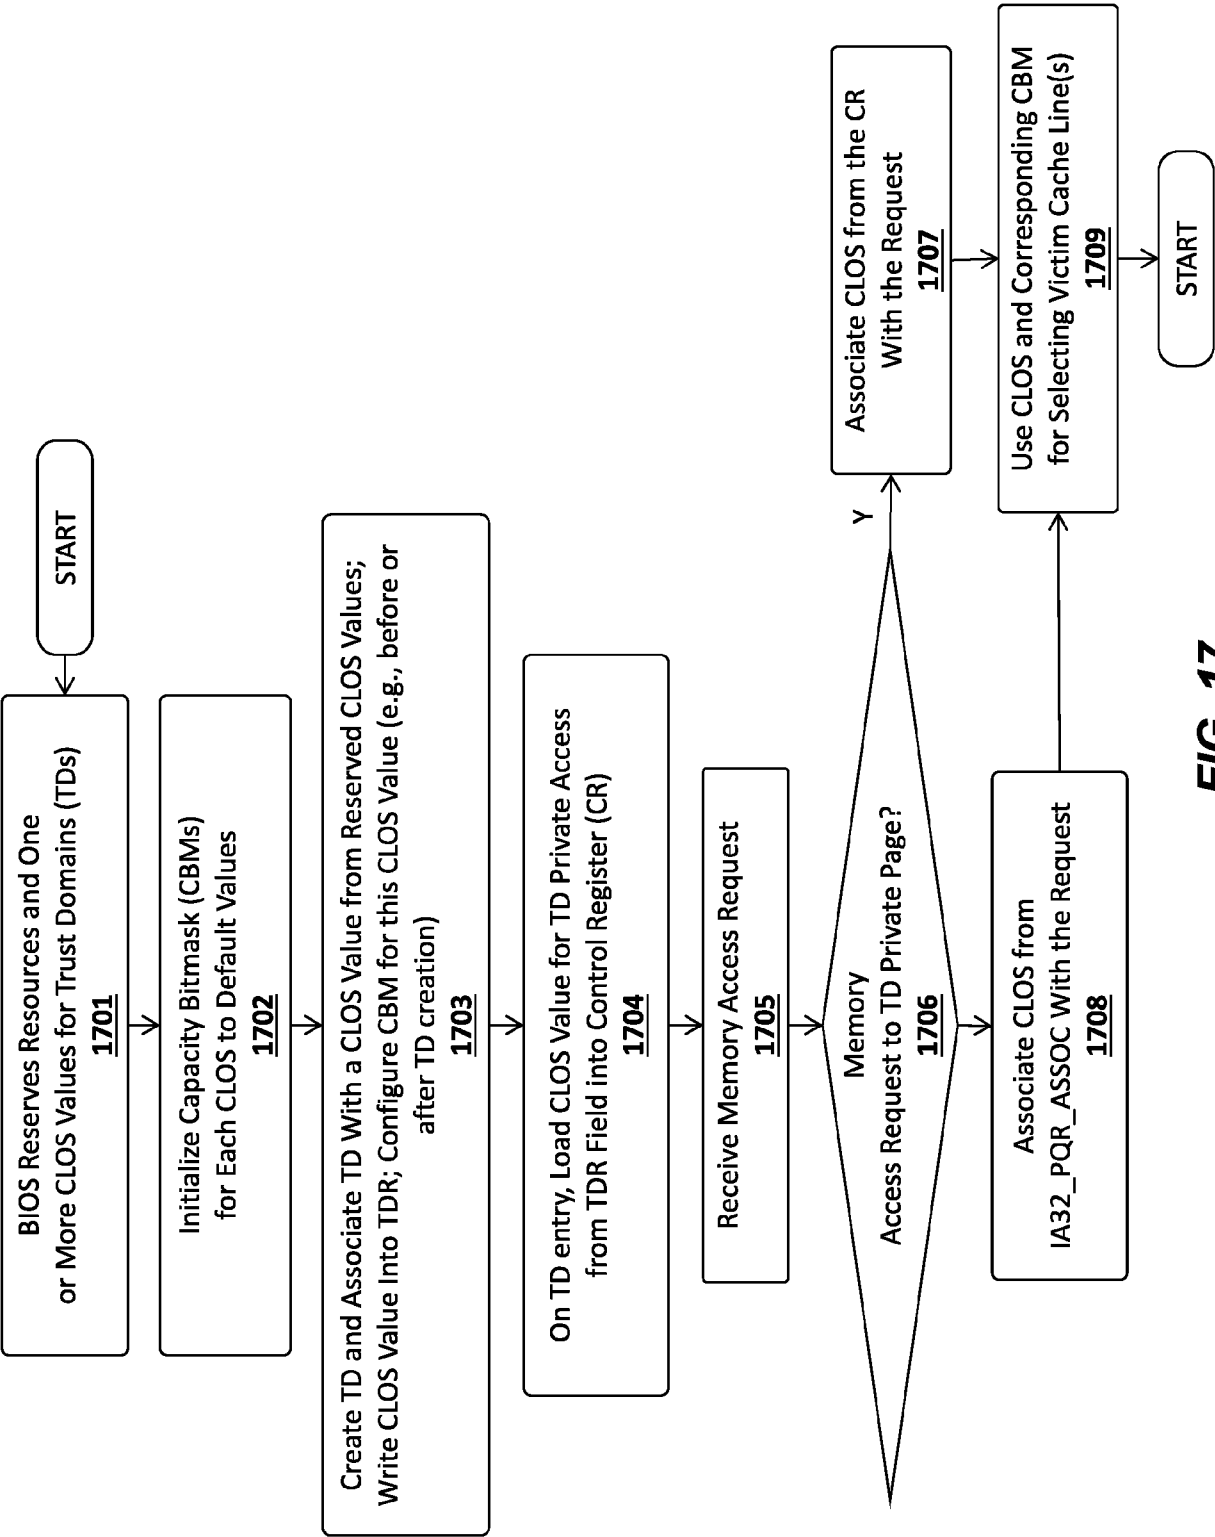 START
BIOS Reserves Resources and One
or More CLOS Values for Trust Domains (TDs)
1701
Initialize Capacity Bitmask (CBMs)
for Each CLOS to Default Values
1702
Create TD and Associate TD With a CLOS Value from Reserved CLOS Values;
Write CLOS Value Into TDR; Configure CBM for this CLOS Value (e.g., before or
after TD creation)
1703
On TD entry, Load CLOS Value for TD Private Access
from TDR Field into Control Register (CR)
1704
Receive Memory Access Request
1705
Memory
Access Request to TD Private Page?
1706
Y
Associate CLOS from the CR
With the Request
1707
Associate CLOS from
IA32_PQR_ASSOC With the Request
1708
Use CLOS and Corresponding CBM
for Selecting Victim Cache Line(s)
1709
START
FIG. 17